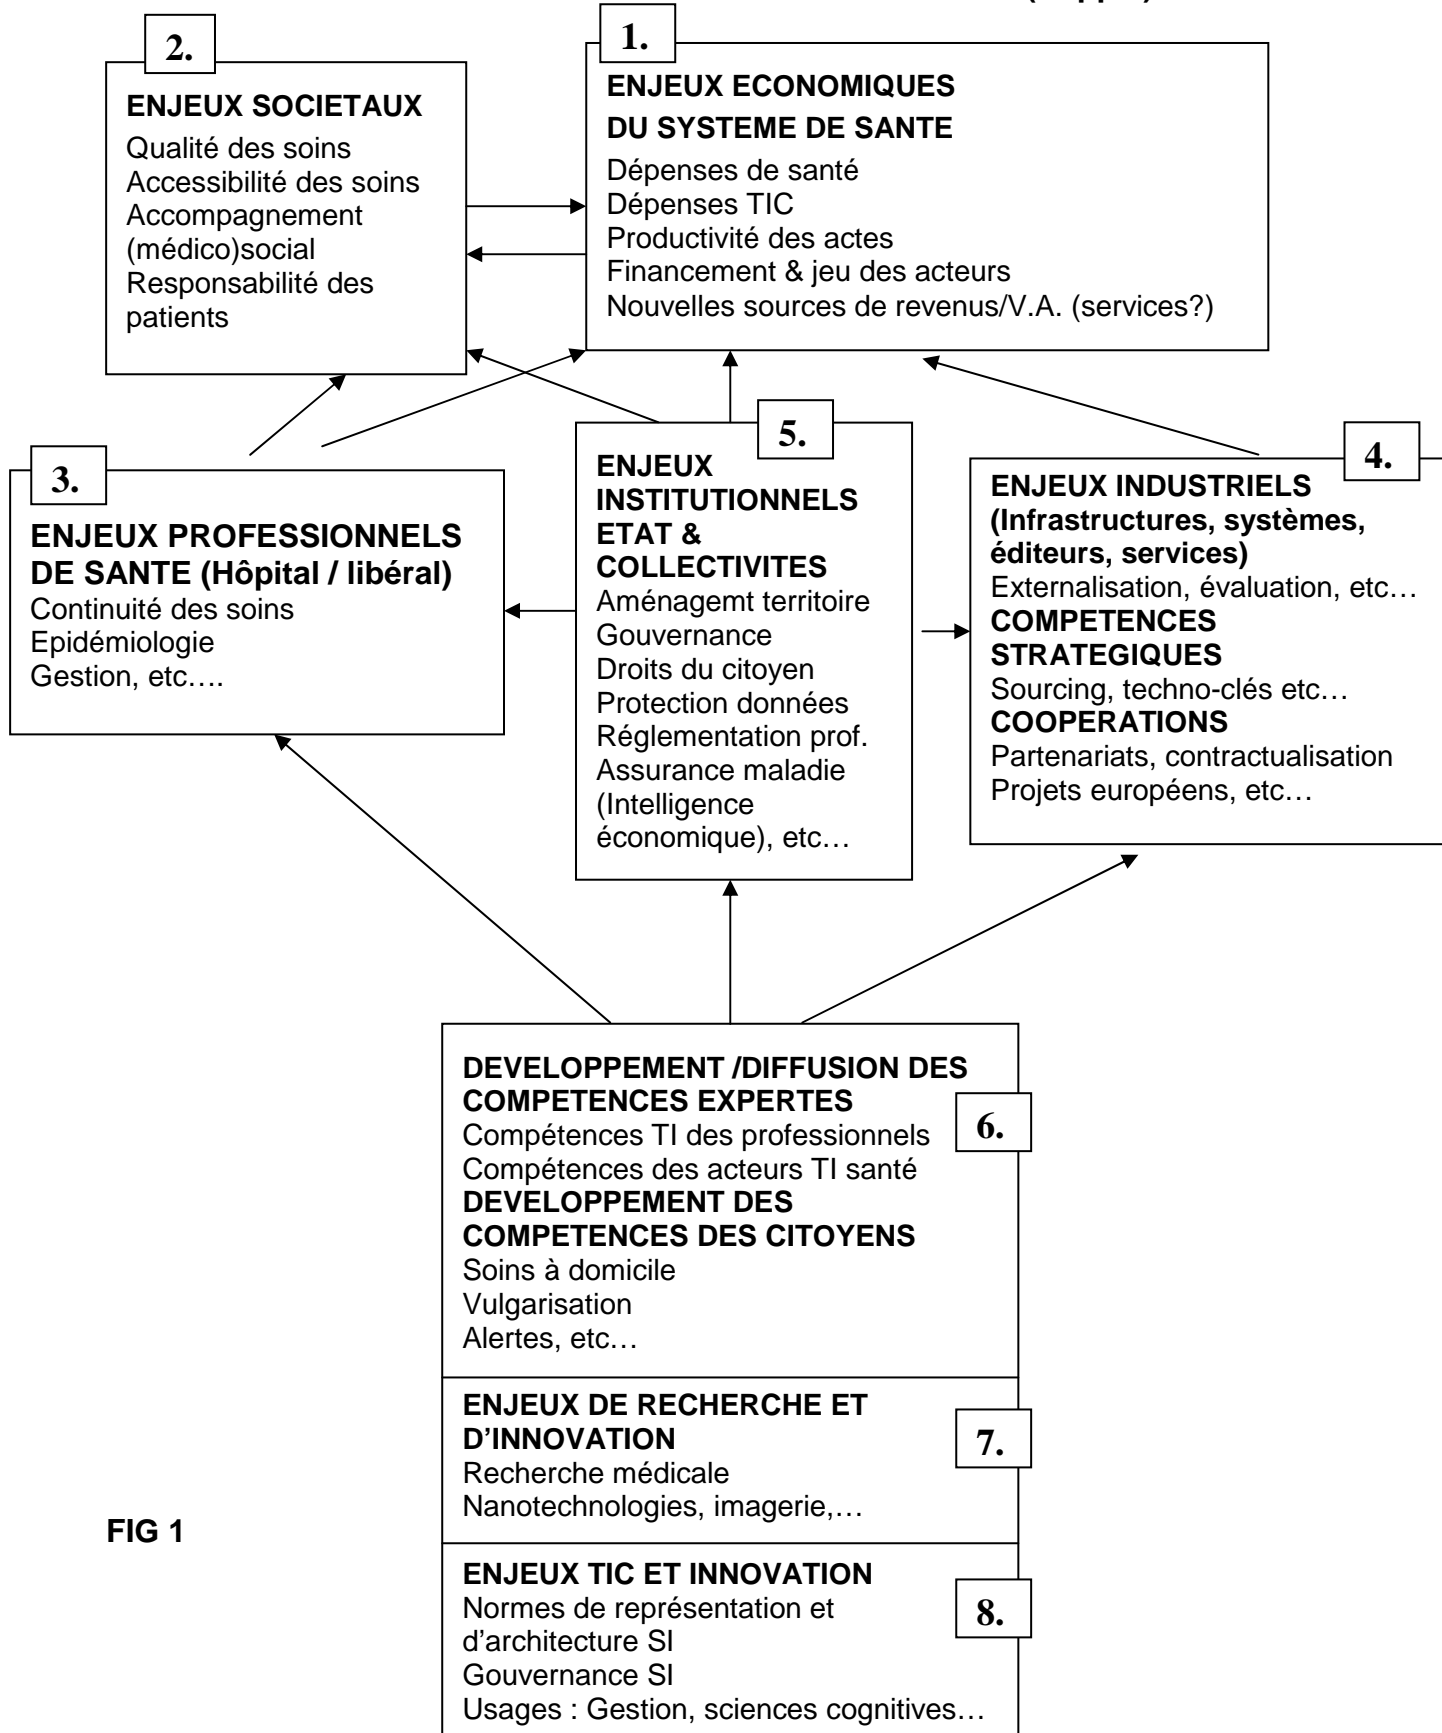 2.
ENJEUX SOCIETAUX
Qualité des soins
Accessibilité des soins
Accompagnement
(médico)social
Responsabilité des
patients
1.
ENJEUX ECONOMIQUES
DU SYSTEME DE SANTE
Dépenses de santé
Dépenses TIC
Productivité des actes
Financement & jeu des acteurs
Nouvelles sources de revenus/V.A. (services?)
3.
ENJEUX PROFESSIONNELS
DE SANTE (Hôpital / libéral)
Continuité des soins
Epidémiologie
Gestion, etc….
5.
ENJEUX
INSTITUTIONNELS
ETAT &
COLLECTIVITES
Aménagemt territoire
Gouvernance
Droits du citoyen
Protection données
Réglementation prof.
Assurance maladie
(Intelligence
économique), etc…
4.
ENJEUX INDUSTRIELS
(Infrastructures, systèmes,
éditeurs, services)
Externalisation, évaluation, etc…
COMPETENCES
STRATEGIQUES
Sourcing, techno-clés etc…
COOPERATIONS
Partenariats, contractualisation
Projets européens, etc…
DEVELOPPEMENT /DIFFUSION DES
COMPETENCES EXPERTES
6.
Compétences TI des professionnels
Compétences des acteurs TI santé
DEVELOPPEMENT DES
COMPETENCES DES CITOYENS
Soins à domicile
Vulgarisation
Alertes, etc…
ENJEUX DE RECHERCHE ET
D’INNOVATION
7.
Recherche médicale
Nanotechnologies, imagerie,…
FIG 1
ENJEUX TIC ET INNOVATION
8.
Normes de représentation et
d’architecture SI
Gouvernance SI
Usages : Gestion, sciences cognitives…